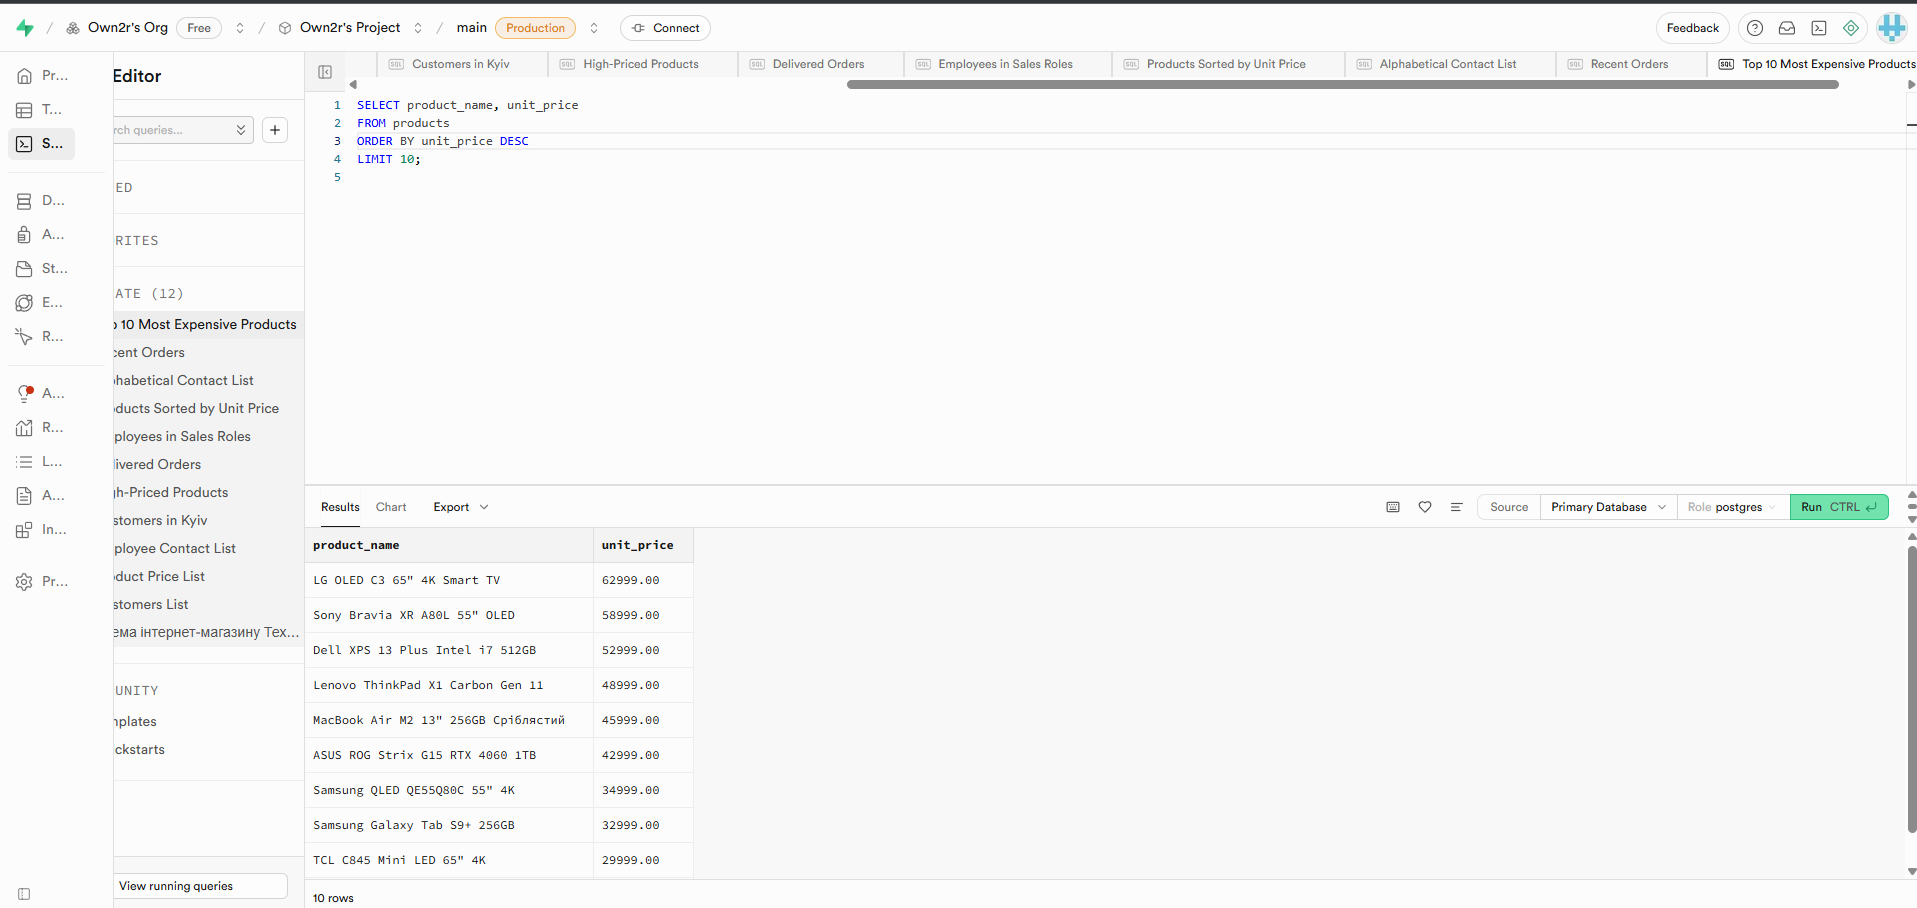 Own2r's Org Free / Own2r's Project / main Production Connect Feedback
Pr...
T...
S...
D...
A...
St...
E...
R...
A...
R...
L...
A...
In...
Pr...
Editor
rch queries...
ED
RITES
ATE (12)
p 10 Most Expensive Products
cent Orders
phabetical Contact List
ducts Sorted by Unit Price
ployees in Sales Roles
livered Orders
gh-Priced Products
stomers in Kyiv
ployee Contact List
duct Price List
stomers List
ема інтернет-магазину Тех...
UNITY
nplates
ckstarts
View running queries
SQL Customers in Kyiv SQL High-Priced Products SQL Delivered Orders SQL Employees in Sales Roles SQL Products Sorted by Unit Price SQL Alphabetical Contact List SQL Recent Orders SQL Top 10 Most Expensive Products
1 SELECT product_name, unit_price
2 FROM products
3 ORDER BY unit_price DESC
4 LIMIT 10;
5
Results Chart Export Source Primary Database Role postgres Run CTRL
product_name unit_price
LG OLED C3 65" 4K Smart TV 62999.00
Sony Bravia XR A80L 55" OLED 58999.00
Dell XPS 13 Plus Intel i7 512GB 52999.00
Lenovo ThinkPad X1 Carbon Gen 11 48999.00
MacBook Air M2 13" 256GB Сріблястий 45999.00
ASUS ROG Strix G15 RTX 4060 1TB 42999.00
Samsung QLED QE55Q80C 55" 4K 34999.00
Samsung Galaxy Tab S9+ 256GB 32999.00
TCL C845 Mini LED 65" 4K 29999.00
10 rows